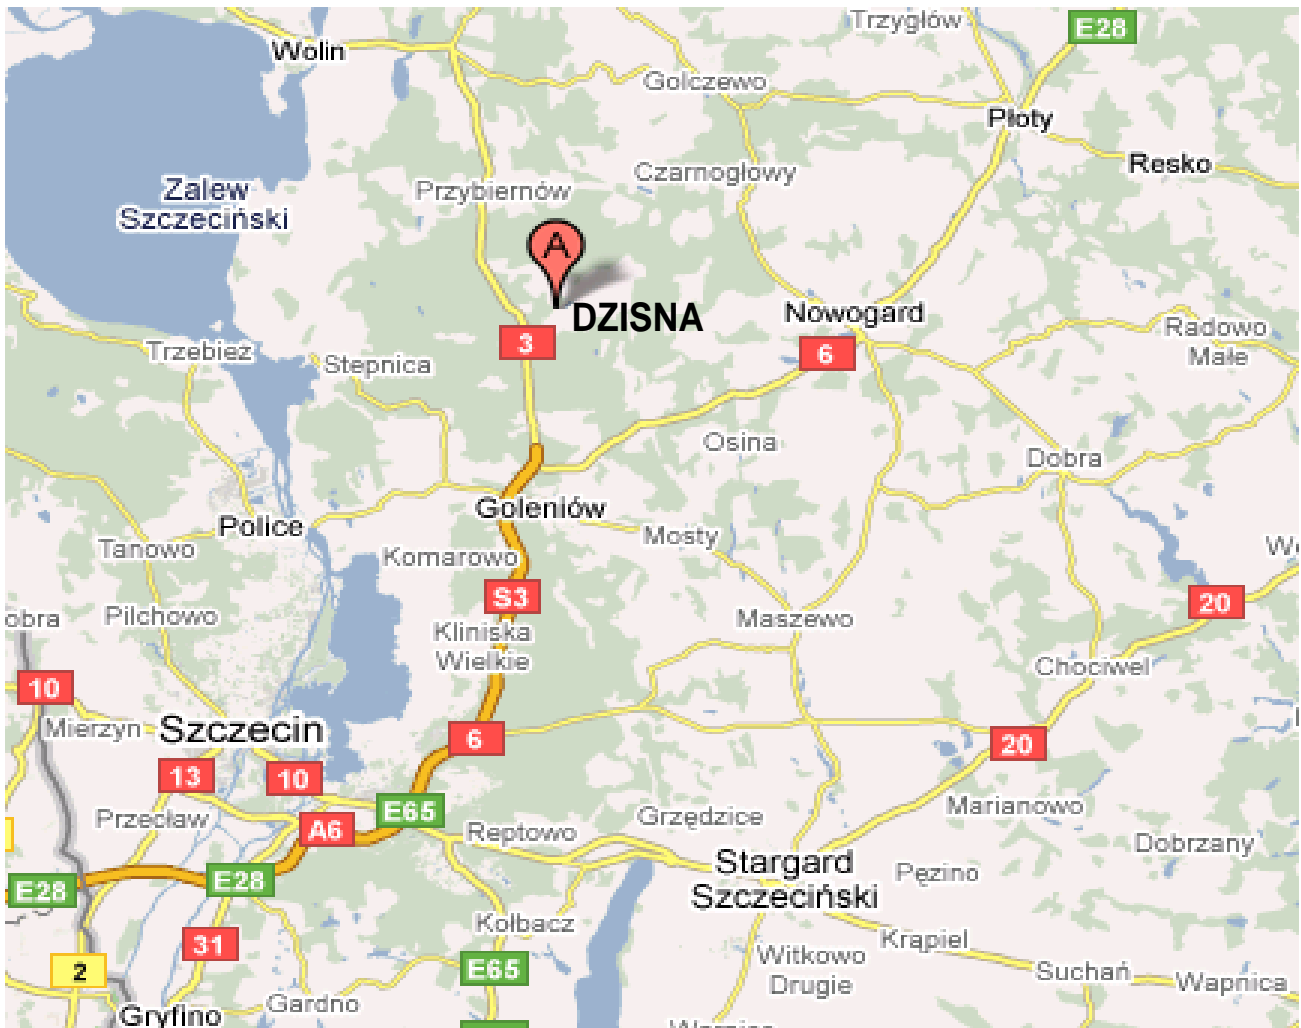 Trzygłów
E28
Wolin
Golczewo
Płoty
Resko
Czarnogłowy
Przybiernów
Zalew
Szczeciński
A
DZISNA
Nowogard
3
6
Radowo
Małe
Trzebież
Stepnica
Osina
Dobra
Goleniów
Police
Mosty
Tanowo
Komarowo
S3
20
Pilchowo
Maszewo
Kliniska
Wielkie
Chociwel
10
Mierzyn
Szczecin
6
20
13
10
E65
Marianowo
Przecław
A6
Reptowo
Grzędzice
Dobrzany
Stargard
Szczeciński
Pęzino
E28
E28
Kołbacz
Krąpiel
31
Witkowo
Drugie
E65
2
Suchań
Wapnica
Gardno
Gryfino